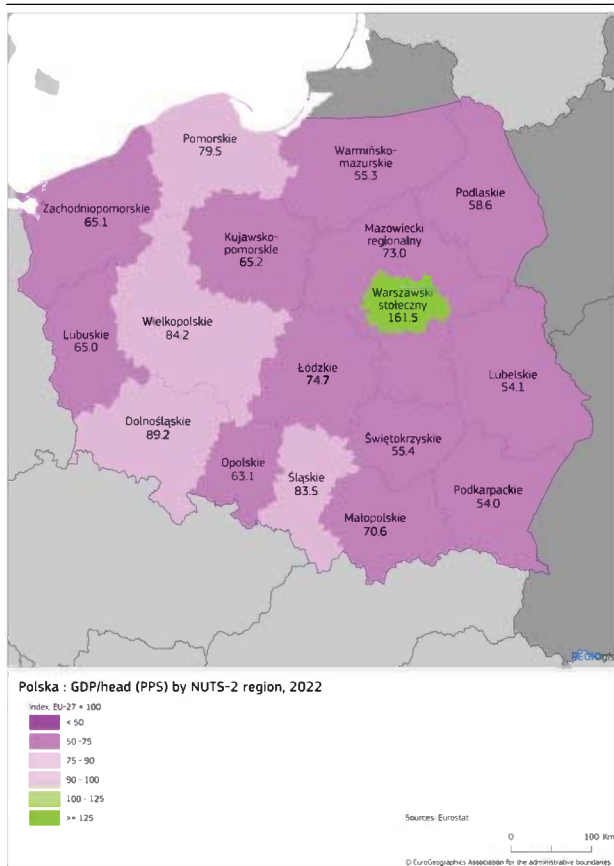 Pomorskie
79.5
Warmińsko-
mazurskie
55.3
Podlaskie
58.6
Zachodniopomorskie
65.1
Kujawsko-
pomorskie
65.2
Mazowiecki
regionalny
73.0
Warszawski
stołeczny
161.5
Wielkopolskie
84.2
Lubuskie
65.0
Łódzkie
74.7
Lubelskie
54.1
Dolnośląskie
89.2
Opolskie
63.1
Śląskie
83.5
Świętokrzyskie
55.4
Małopolskie
70.6
Podkarpackie
54.0
REGIOgis
Polska : GDP/head (PPS) by NUTS-2 region, 2022
Index, EU-27 = 100
< 50
50 -75
75 - 90
90 - 100
100 - 125
>= 125
Sources: Eurostat
0 100 Km
© EuroGeographics Association for the administrative boundaries